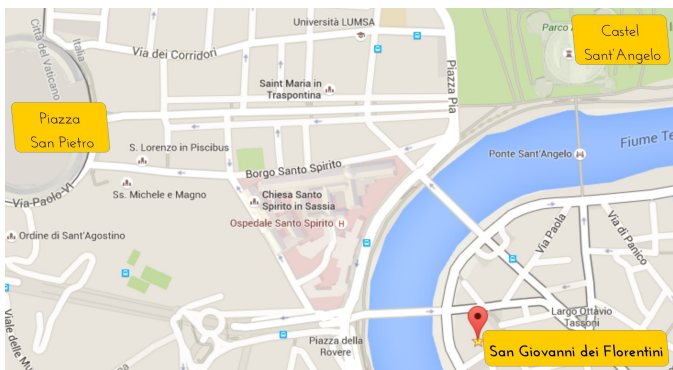 Università LUMSA
Parco
Castel
Sant'Angelo
Città del Vaticano
Italia
Via dei Corridori
Piazza Pia
Saint Maria in
Traspontina
Piazza
San Pietro
S. Lorenzo in Piscibus
Ponte Sant'Angelo
Fiume Te
Borgo Santo Spirito
Via-Paolo-VI
Ss. Michele e Magno
Chiesa Santo
Spirito in Sassia
Ospedale Santo Spirito
H
Ordine di Sant'Agostino
Via Paola
Via di Panico
Viale delle Mu
Largo Ottavio
Tassoni
Piazza della
Rovere
San Giovanni dei Florentini